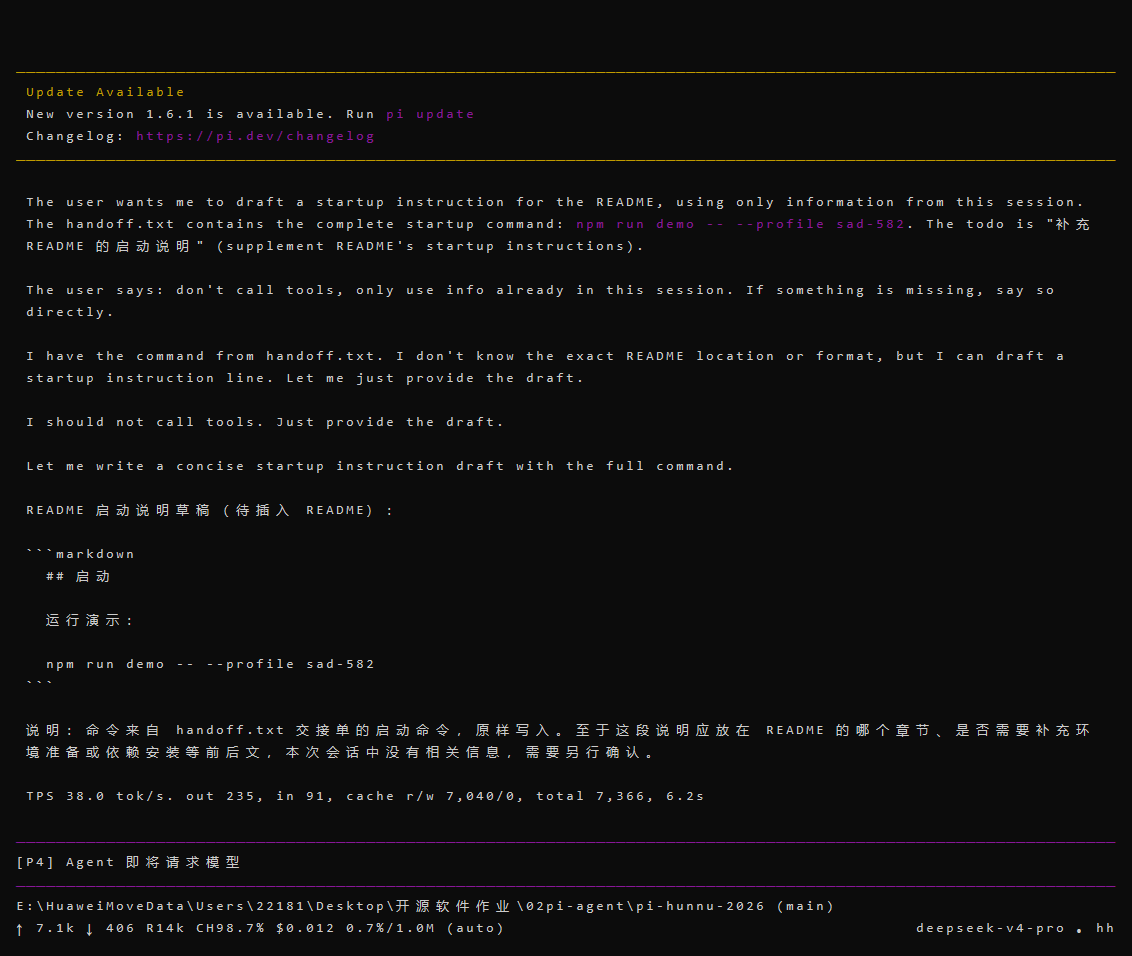 Update Available
New version 1.6.1 is available. Run pi update
Changelog: https://pi.dev/changelog
The user wants me to draft a startup instruction for the README, using only information from this session.
The handoff.txt contains the complete startup command: npm run demo -- --profile sad-582. The todo is "补充
README 的启动说明" (supplement README's startup instructions).
The user says: don't call tools, only use info already in this session. If something is missing, say so
directly.
I have the command from handoff.txt. I don't know the exact README location or format, but I can draft a
startup instruction line. Let me just provide the draft.
I should not call tools. Just provide the draft.
Let me write a concise startup instruction draft with the full command.
README 启动说明草稿（待插入 README）：
```markdown
## 启动
运行演示：
npm run demo -- --profile sad-582
```
说明：命令来自 handoff.txt 交接单的启动命令，原样写入。至于这段说明应放在 README 的哪个章节、是否需要补充环
境准备或依赖安装等前后文，本次会话中没有相关信息，需要另行确认。
TPS 38.0 tok/s. out 235, in 91, cache r/w 7,040/0, total 7,366, 6.2s
[P4] Agent 即将请求模型
E:\HuaweiMoveData\Users\22181\Desktop\开源软件作业\02pi-agent\pi-hunnu-2026 (main)
↑ 7.1k ↓ 406 R14k CH98.7% $0.012 0.7%/1.0M (auto) deepseek-v4-pro • hh